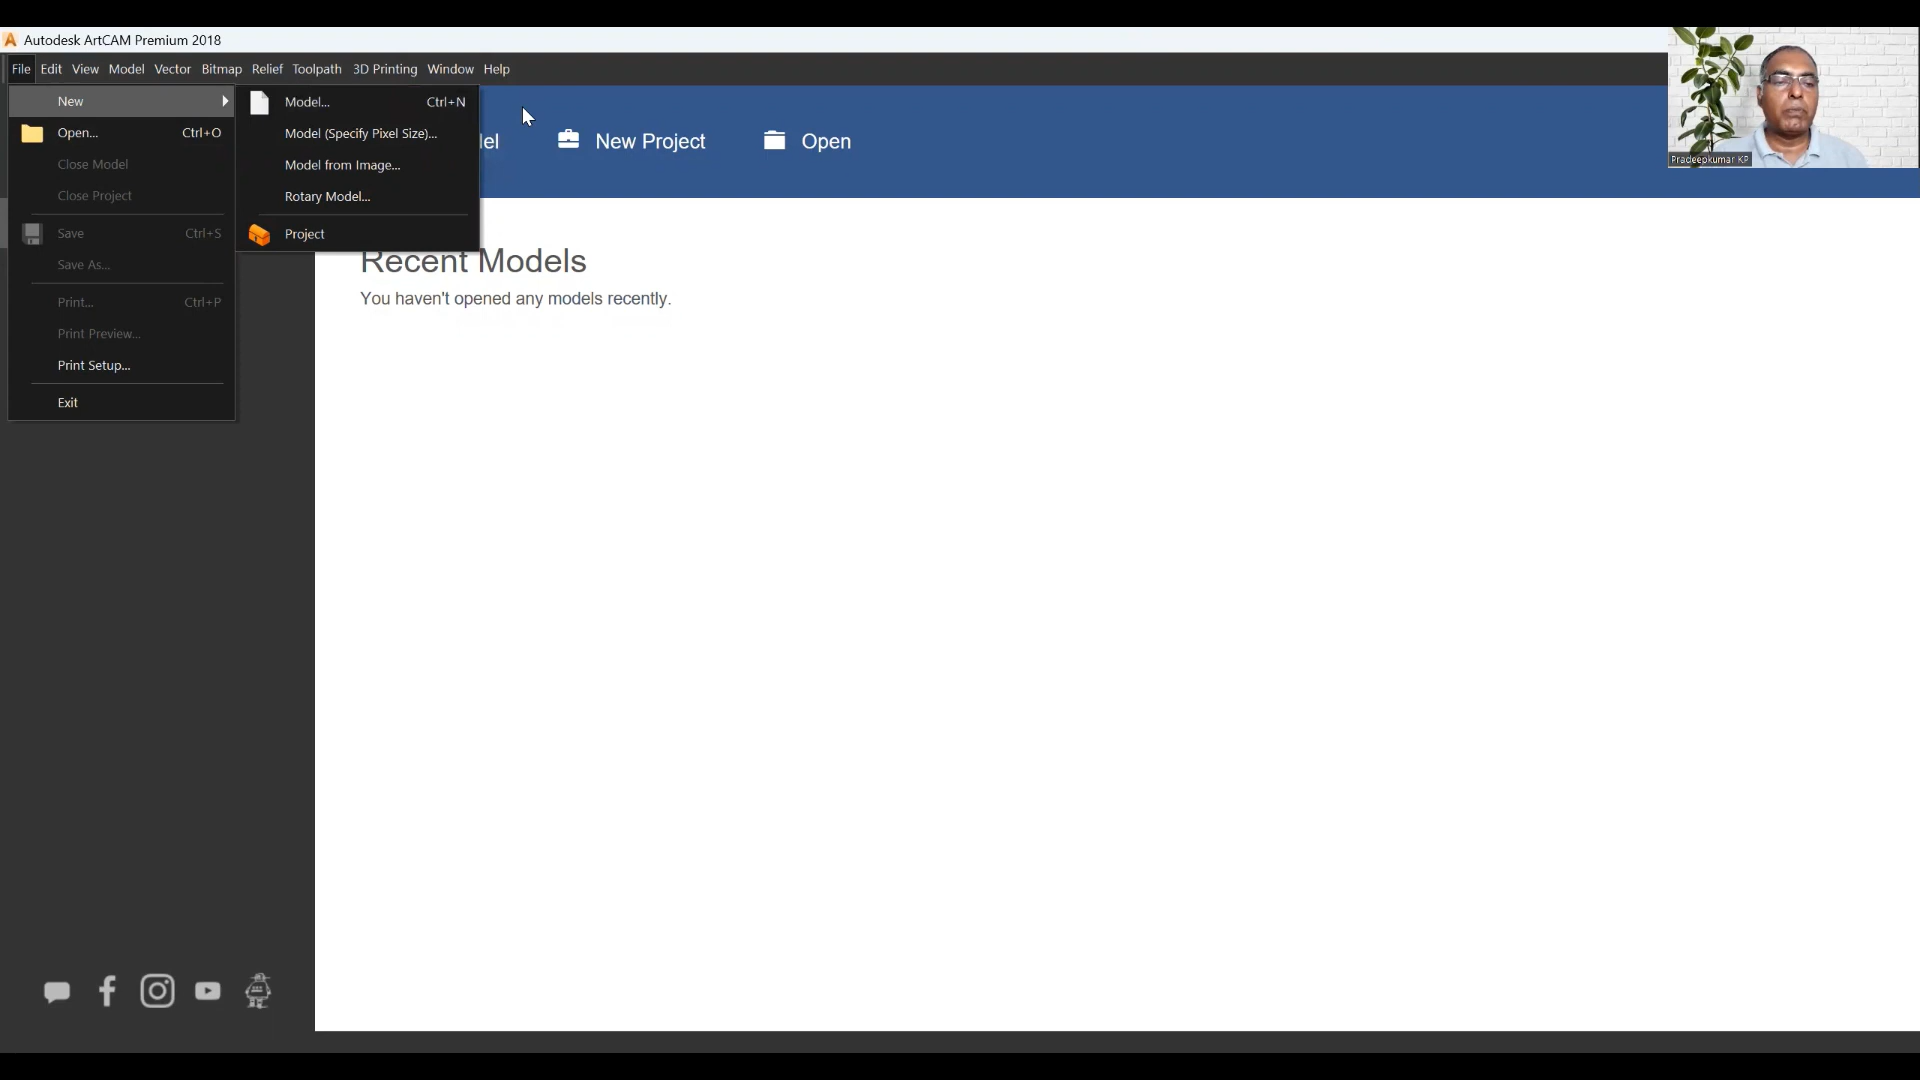 Autodesk ArtCAM Premium 2018
File Edit View Model Vector Bitmap Relief Toolpath 3D Printing Window Help
New
Open... Ctrl+O
Close Model
Close Project
Save Ctrl+S
Save As...
Print... Ctrl+P
Print Preview...
Print Setup...
Exit
Model... Ctrl+N
Model (Specify Pixel Size)...
Model from Image...
Rotary Model...
Project
el
New Project
Open
Recent Models
You haven't opened any models recently.
Pradeepkumar KP